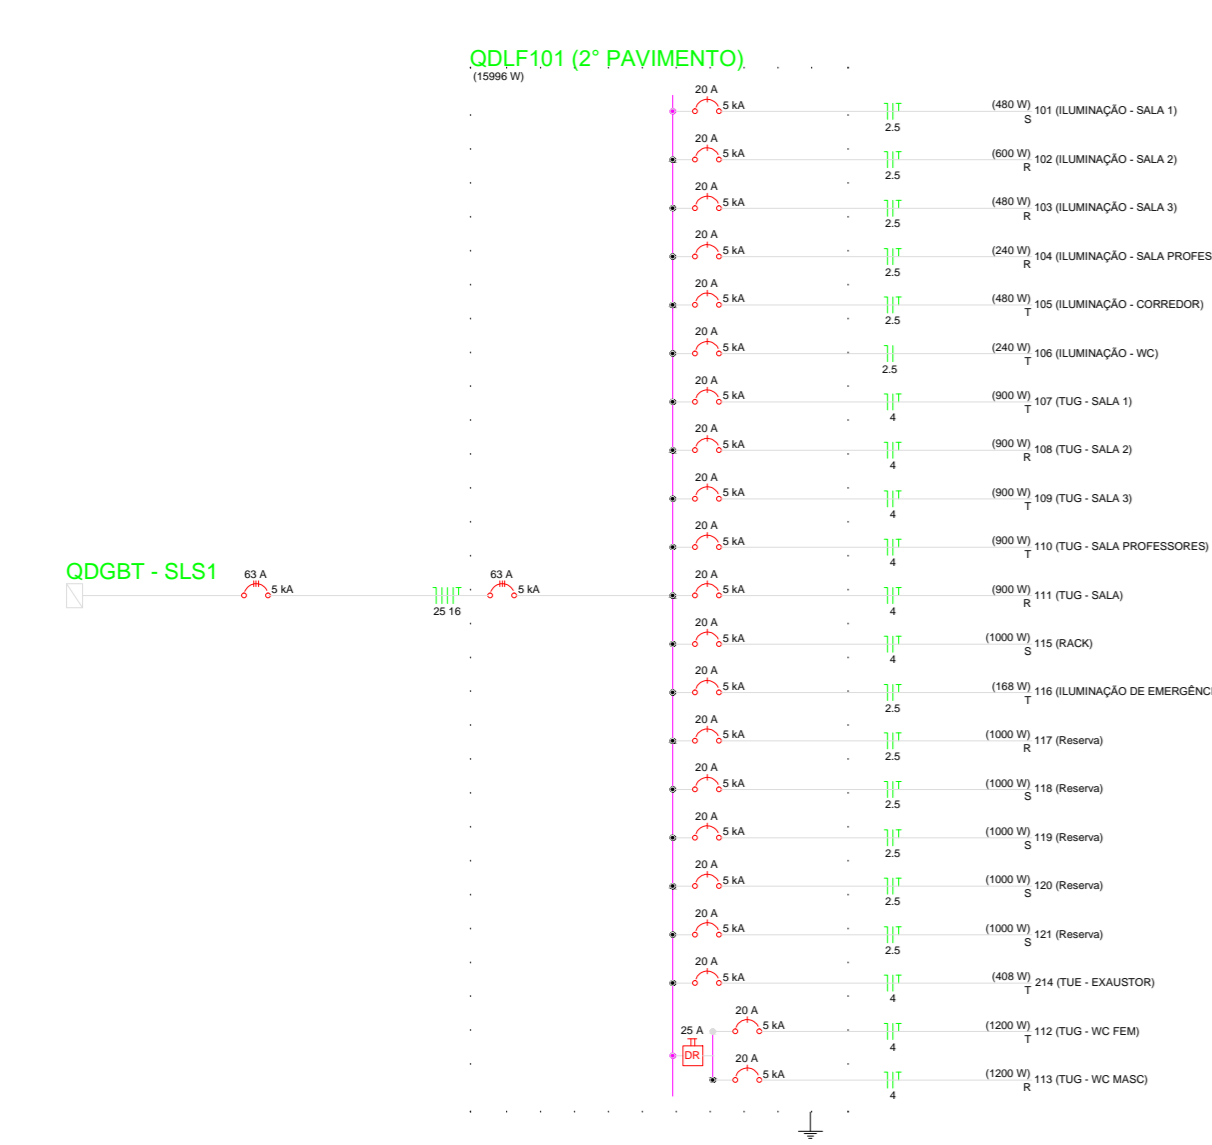 QDLF101 (2° PAVIMENTO)
(15996 W)
20 A
5 kA
2.5
(480 W)
S
101 (ILUMINAÇÃO - SALA 1)
20 A
5 kA
2.5
(600 W)
R
102 (ILUMINAÇÃO - SALA 2)
20 A
5 kA
2.5
(480 W)
R
103 (ILUMINAÇÃO - SALA 3)
20 A
5 kA
2.5
(240 W)
R
104 (ILUMINAÇÃO - SALA PROFES
20 A
5 kA
2.5
(480 W)
T
105 (ILUMINAÇÃO - CORREDOR)
20 A
5 kA
2.5
(240 W)
T
106 (ILUMINAÇÃO - WC)
20 A
5 kA
4
(900 W)
T
107 (TUG - SALA 1)
20 A
5 kA
4
(900 W)
R
108 (TUG - SALA 2)
20 A
5 kA
4
(900 W)
T
109 (TUG - SALA 3)
20 A
5 kA
4
(900 W)
T
110 (TUG - SALA PROFESSORES)
QDGBT - SLS1
63 A
5 kA
25 16
63 A
5 kA
20 A
5 kA
4
(900 W)
R
111 (TUG - SALA)
20 A
5 kA
4
(1000 W)
S
115 (RACK)
20 A
5 kA
2.5
(168 W)
T
116 (ILUMINAÇÃO DE EMERGÊNCI
20 A
5 kA
2.5
(1000 W)
R
117 (Reserva)
20 A
5 kA
2.5
(1000 W)
S
118 (Reserva)
20 A
5 kA
2.5
(1000 W)
S
119 (Reserva)
20 A
5 kA
2.5
(1000 W)
S
120 (Reserva)
20 A
5 kA
2.5
(1000 W)
S
121 (Reserva)
20 A
5 kA
4
(408 W)
T
214 (TUE - EXAUSTOR)
25 A
DR
20 A
5 kA
4
(1200 W)
T
112 (TUG - WC FEM)
20 A
5 kA
4
(1200 W)
R
113 (TUG - WC MASC)